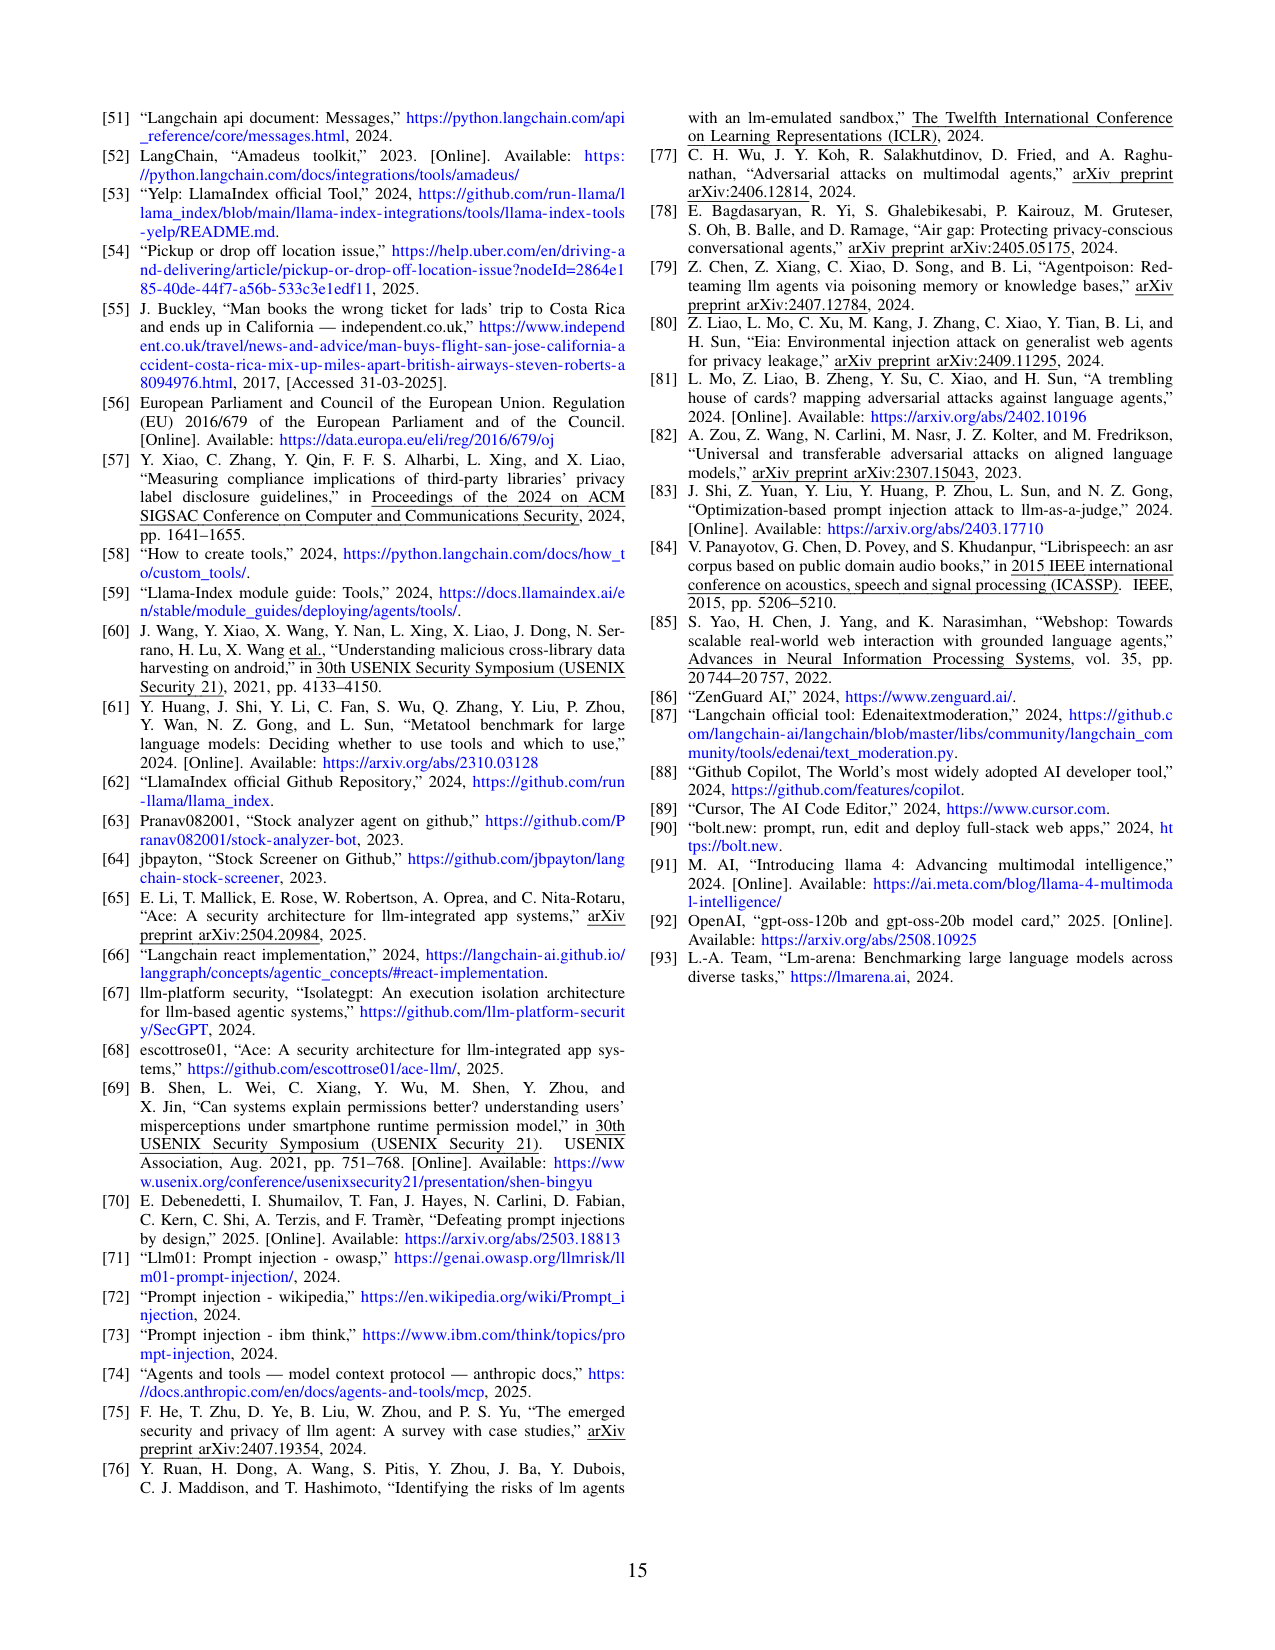 [51] “Langchain api document: Messages,” https://python.langchain.com/api
_reference/core/messages.html, 2024.
[52] LangChain, “Amadeus toolkit,” 2023. [Online]. Available: https:
//python.langchain.com/docs/integrations/tools/amadeus/
[53] “Yelp: LlamaIndex official Tool,” 2024, https://github.com/run-llama/l
lama_index/blob/main/llama-index-integrations/tools/llama-index-tools
-yelp/README.md.
[54] “Pickup or drop off location issue,” https://help.uber.com/en/driving-a
nd-delivering/article/pickup-or-drop-off-location-issue?nodeId=2864e1
85-40de-44f7-a56b-533c3e1edf11, 2025.
[55] J. Buckley, “Man books the wrong ticket for lads’ trip to Costa Rica
and ends up in California — independent.co.uk,” https://www.independ
ent.co.uk/travel/news-and-advice/man-buys-flight-san-jose-california-a
ccident-costa-rica-mix-up-miles-apart-british-airways-steven-roberts-a
8094976.html, 2017, [Accessed 31-03-2025].
[56] European Parliament and Council of the European Union. Regulation
(EU) 2016/679 of the European Parliament and of the Council.
[Online]. Available: https://data.europa.eu/eli/reg/2016/679/oj
[57] Y. Xiao, C. Zhang, Y. Qin, F. F. S. Alharbi, L. Xing, and X. Liao,
“Measuring compliance implications of third-party libraries’ privacy
label disclosure guidelines,” in Proceedings of the 2024 on ACM
SIGSAC Conference on Computer and Communications Security, 2024,
pp. 1641–1655.
[58] “How to create tools,” 2024, https://python.langchain.com/docs/how_t
o/custom_tools/.
[59] “Llama-Index module guide: Tools,” 2024, https://docs.llamaindex.ai/e
n/stable/module_guides/deploying/agents/tools/.
[60] J. Wang, Y. Xiao, X. Wang, Y. Nan, L. Xing, X. Liao, J. Dong, N. Ser-
rano, H. Lu, X. Wang et al., “Understanding malicious cross-library data
harvesting on android,” in 30th USENIX Security Symposium (USENIX
Security 21), 2021, pp. 4133–4150.
[61] Y. Huang, J. Shi, Y. Li, C. Fan, S. Wu, Q. Zhang, Y. Liu, P. Zhou,
Y. Wan, N. Z. Gong, and L. Sun, “Metatool benchmark for large
language models: Deciding whether to use tools and which to use,”
2024. [Online]. Available: https://arxiv.org/abs/2310.03128
[62] “LlamaIndex official Github Repository,” 2024, https://github.com/run
-llama/llama_index.
[63] Pranav082001, “Stock analyzer agent on github,” https://github.com/P
ranav082001/stock-analyzer-bot, 2023.
[64] jbpayton, “Stock Screener on Github,” https://github.com/jbpayton/lang
chain-stock-screener, 2023.
[65] E. Li, T. Mallick, E. Rose, W. Robertson, A. Oprea, and C. Nita-Rotaru,
“Ace: A security architecture for llm-integrated app systems,” arXiv
preprint arXiv:2504.20984, 2025.
[66] “Langchain react implementation,” 2024, https://langchain-ai.github.io/
langgraph/concepts/agentic_concepts/#react-implementation.
[67] llm-platform security, “Isolategpt: An execution isolation architecture
for llm-based agentic systems,” https://github.com/llm-platform-securit
y/SecGPT, 2024.
[68] escottrose01, “Ace: A security architecture for llm-integrated app sys-
tems,” https://github.com/escottrose01/ace-llm/, 2025.
[69] B. Shen, L. Wei, C. Xiang, Y. Wu, M. Shen, Y. Zhou, and
X. Jin, “Can systems explain permissions better? understanding users’
misperceptions under smartphone runtime permission model,” in 30th
USENIX Security Symposium (USENIX Security 21). USENIX
Association, Aug. 2021, pp. 751–768. [Online]. Available: https://ww
w.usenix.org/conference/usenixsecurity21/presentation/shen-bingyu
[70] E. Debenedetti, I. Shumailov, T. Fan, J. Hayes, N. Carlini, D. Fabian,
C. Kern, C. Shi, A. Terzis, and F. Tramèr, “Defeating prompt injections
by design,” 2025. [Online]. Available: https://arxiv.org/abs/2503.18813
[71] “Llm01: Prompt injection - owasp,” https://genai.owasp.org/llmrisk/ll
m01-prompt-injection/, 2024.
[72] “Prompt injection - wikipedia,” https://en.wikipedia.org/wiki/Prompt_i
njection, 2024.
[73] “Prompt injection - ibm think,” https://www.ibm.com/think/topics/pro
mpt-injection, 2024.
[74] “Agents and tools — model context protocol — anthropic docs,” https:
//docs.anthropic.com/en/docs/agents-and-tools/mcp, 2025.
[75] F. He, T. Zhu, D. Ye, B. Liu, W. Zhou, and P. S. Yu, “The emerged
security and privacy of llm agent: A survey with case studies,” arXiv
preprint arXiv:2407.19354, 2024.
[76] Y. Ruan, H. Dong, A. Wang, S. Pitis, Y. Zhou, J. Ba, Y. Dubois,
C. J. Maddison, and T. Hashimoto, “Identifying the risks of lm agents
with an lm-emulated sandbox,” The Twelfth International Conference
on Learning Representations (ICLR), 2024.
[77] C. H. Wu, J. Y. Koh, R. Salakhutdinov, D. Fried, and A. Raghu-
nathan, “Adversarial attacks on multimodal agents,” arXiv preprint
arXiv:2406.12814, 2024.
[78] E. Bagdasaryan, R. Yi, S. Ghalebikesabi, P. Kairouz, M. Gruteser,
S. Oh, B. Balle, and D. Ramage, “Air gap: Protecting privacy-conscious
conversational agents,” arXiv preprint arXiv:2405.05175, 2024.
[79] Z. Chen, Z. Xiang, C. Xiao, D. Song, and B. Li, “Agentpoison: Red-
teaming llm agents via poisoning memory or knowledge bases,” arXiv
preprint arXiv:2407.12784, 2024.
[80] Z. Liao, L. Mo, C. Xu, M. Kang, J. Zhang, C. Xiao, Y. Tian, B. Li, and
H. Sun, “Eia: Environmental injection attack on generalist web agents
for privacy leakage,” arXiv preprint arXiv:2409.11295, 2024.
[81] L. Mo, Z. Liao, B. Zheng, Y. Su, C. Xiao, and H. Sun, “A trembling
house of cards? mapping adversarial attacks against language agents,”
2024. [Online]. Available: https://arxiv.org/abs/2402.10196
[82] A. Zou, Z. Wang, N. Carlini, M. Nasr, J. Z. Kolter, and M. Fredrikson,
“Universal and transferable adversarial attacks on aligned language
models,” arXiv preprint arXiv:2307.15043, 2023.
[83] J. Shi, Z. Yuan, Y. Liu, Y. Huang, P. Zhou, L. Sun, and N. Z. Gong,
“Optimization-based prompt injection attack to llm-as-a-judge,” 2024.
[Online]. Available: https://arxiv.org/abs/2403.17710
[84] V. Panayotov, G. Chen, D. Povey, and S. Khudanpur, “Librispeech: an asr
corpus based on public domain audio books,” in 2015 IEEE international
conference on acoustics, speech and signal processing (ICASSP). IEEE,
2015, pp. 5206–5210.
[85] S. Yao, H. Chen, J. Yang, and K. Narasimhan, “Webshop: Towards
scalable real-world web interaction with grounded language agents,”
Advances in Neural Information Processing Systems, vol. 35, pp.
20 744–20 757, 2022.
[86] “ZenGuard AI,” 2024, https://www.zenguard.ai/.
[87] “Langchain official tool: Edenaitextmoderation,” 2024, https://github.c
om/langchain-ai/langchain/blob/master/libs/community/langchain_com
munity/tools/edenai/text_moderation.py.
[88] “Github Copilot, The World’s most widely adopted AI developer tool,”
2024, https://github.com/features/copilot.
[89] “Cursor, The AI Code Editor,” 2024, https://www.cursor.com.
[90] “bolt.new: prompt, run, edit and deploy full-stack web apps,” 2024, ht
tps://bolt.new.
[91] M. AI, “Introducing llama 4: Advancing multimodal intelligence,”
2024. [Online]. Available: https://ai.meta.com/blog/llama-4-multimoda
l-intelligence/
[92] OpenAI, “gpt-oss-120b and gpt-oss-20b model card,” 2025. [Online].
Available: https://arxiv.org/abs/2508.10925
[93] L.-A. Team, “Lm-arena: Benchmarking large language models across
diverse tasks,” https://lmarena.ai, 2024.
15